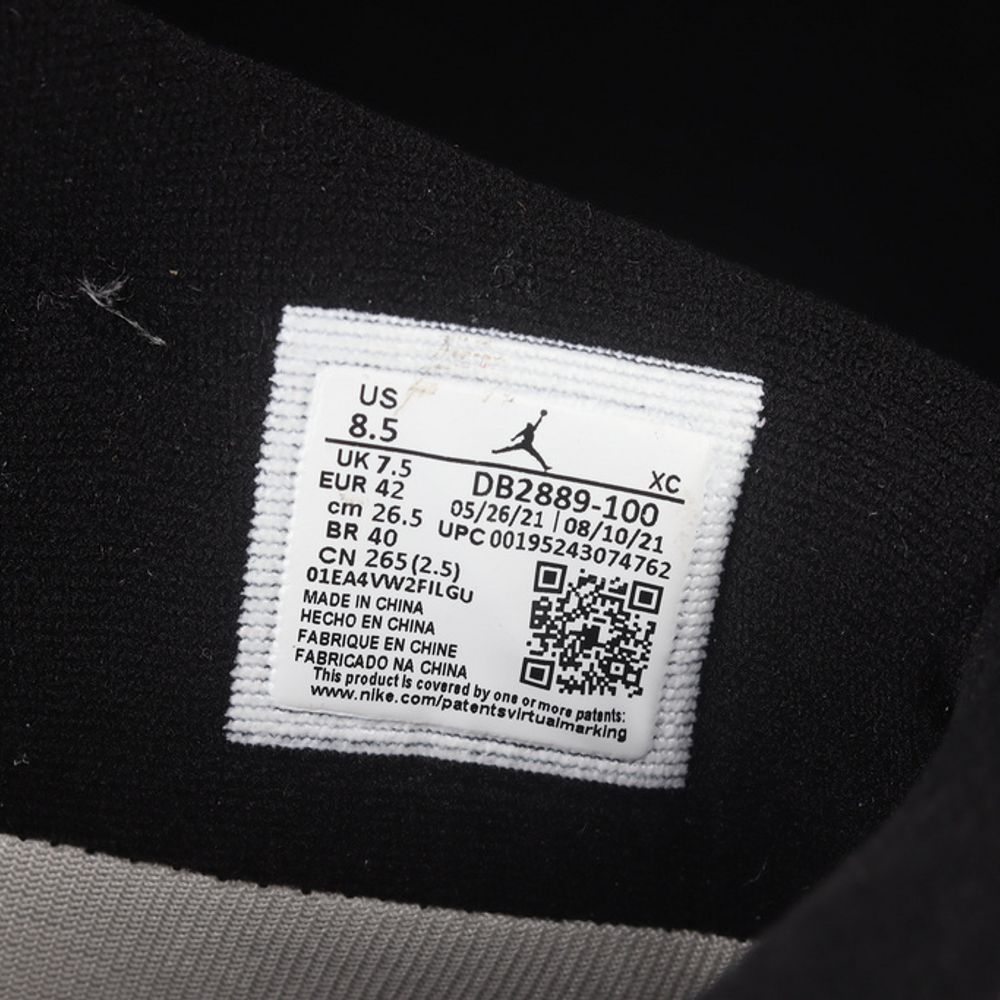 US
8.5
XC
UK 7.5
EUR 42
cm 26.5
BR 40
CN 265(2.5)
01EA4VW2FILGU
MADE IN CHINA
HECHO EN CHINA
FABRIQUE EN CHINE
FABRICADO NA CHINA
DB2889-100
05/26/21 | 08/10/21
UPC 00195243074762
This product is covered by one or more patents:
www.nike.com/patentsvirtualmarking